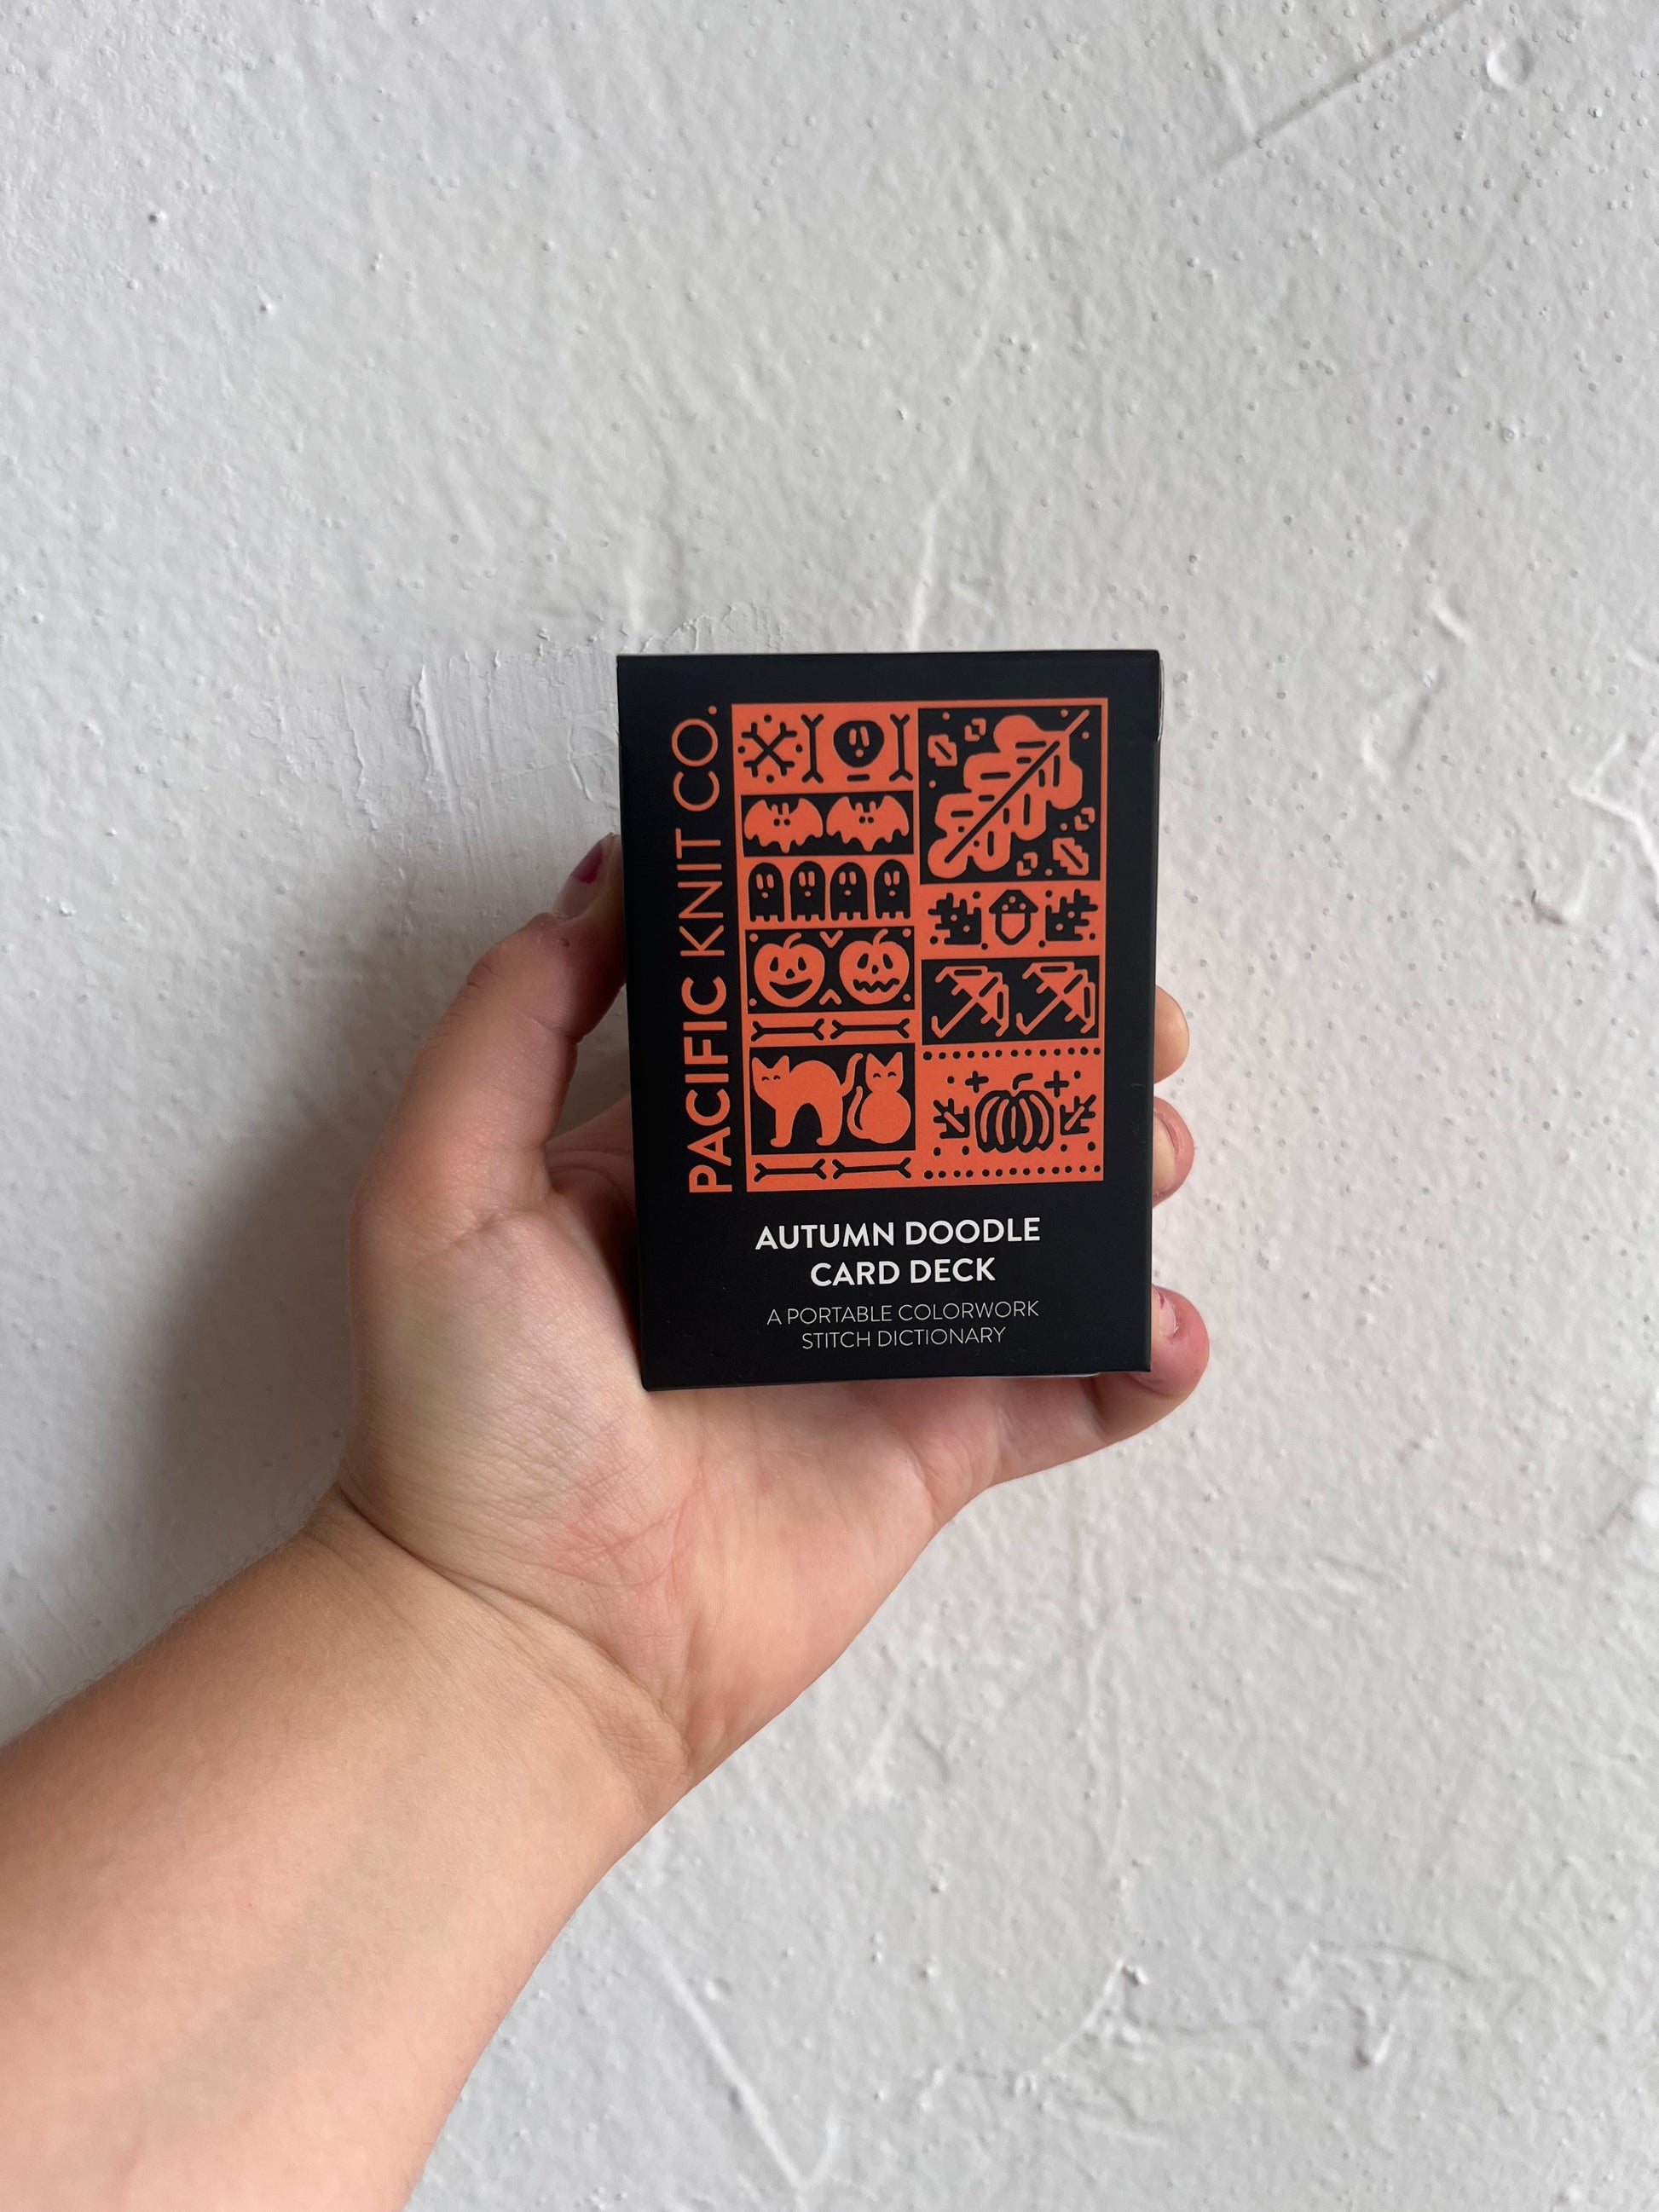 PACIFIC KNIT CO.
AUTUMN DOODLE
CARD DECK
A PORTABLE COLORWORK
STITCH DICTIONARY